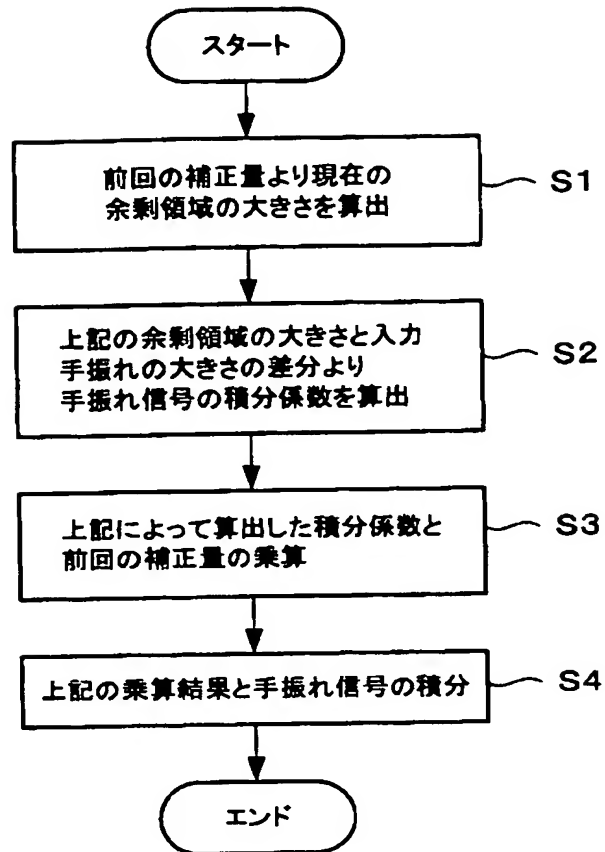 スタート
前回の補正量より現在の
余剰領域の大きさを算出
S1
上記の余剰領域の大きさと入力
手振れの大きさの差分より
手振れ信号の積分係数を算出
S2
上記によって算出した積分係数と
前回の補正量の乗算
S3
上記の乗算結果と手振れ信号の積分
S4
エンド